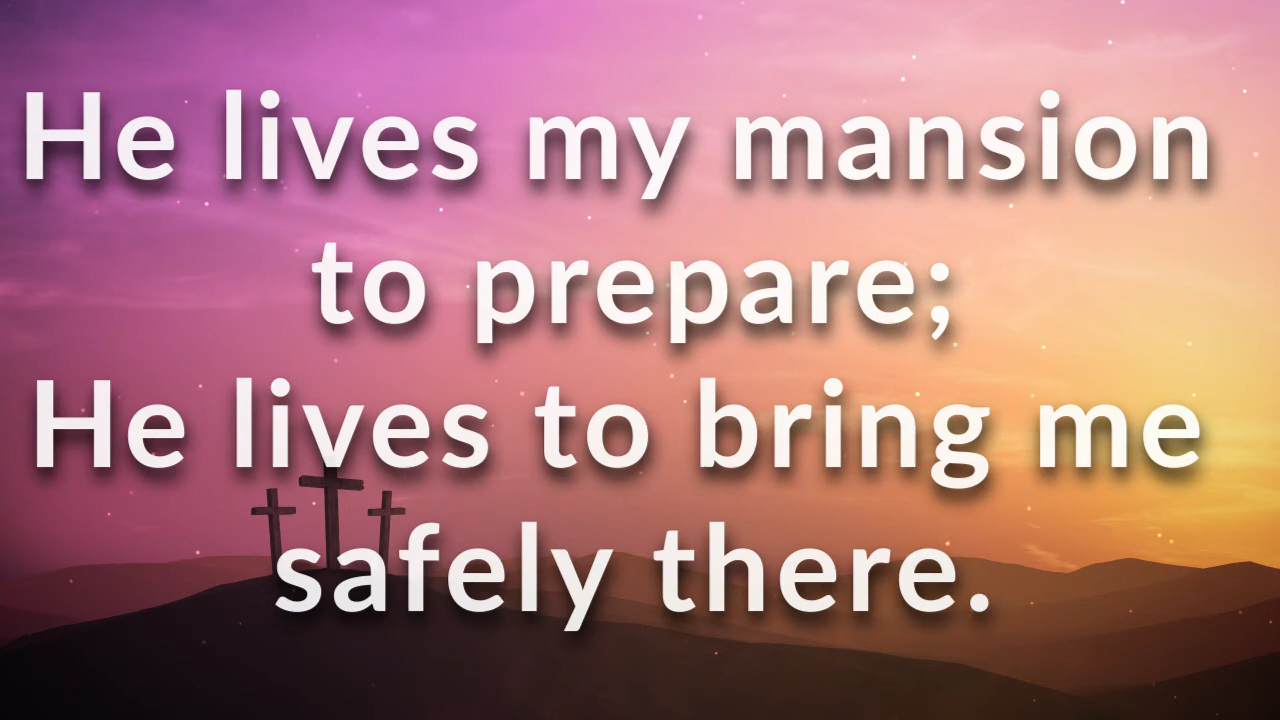 He lives my mansion
to prepare;
He lives to bring me
safely there.